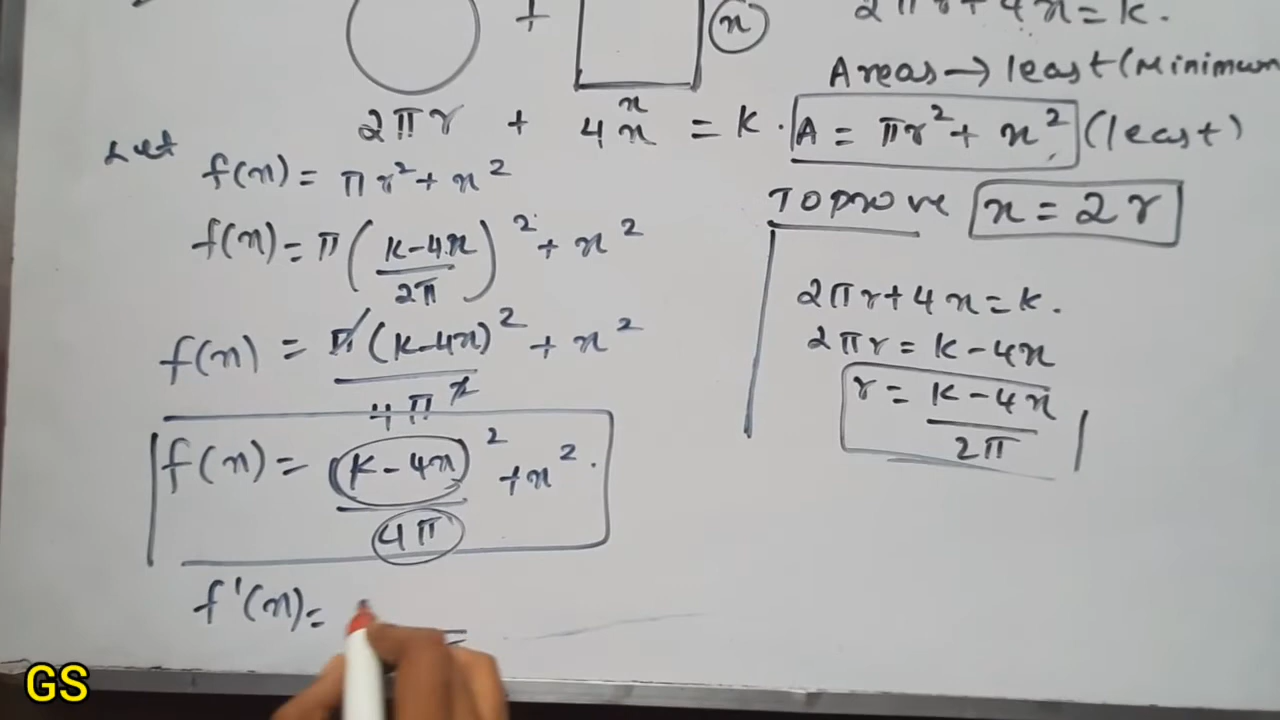 + x 2πr + 4x = k.
Areas → least (Minimum
x
2πr + 4x = k. A = πr² + x² (least)
Let f(x) = πr² + x²
To prove x = 2r
f(x) = π(k-4x/2π)² + x²
2πr + 4x = k.
2πr = k - 4x
f(x) = π(k-4x)²/4π² + x²
r = k - 4x/2π
f(x) = (k-4x)²/4π + x².
f'(x) =
GS